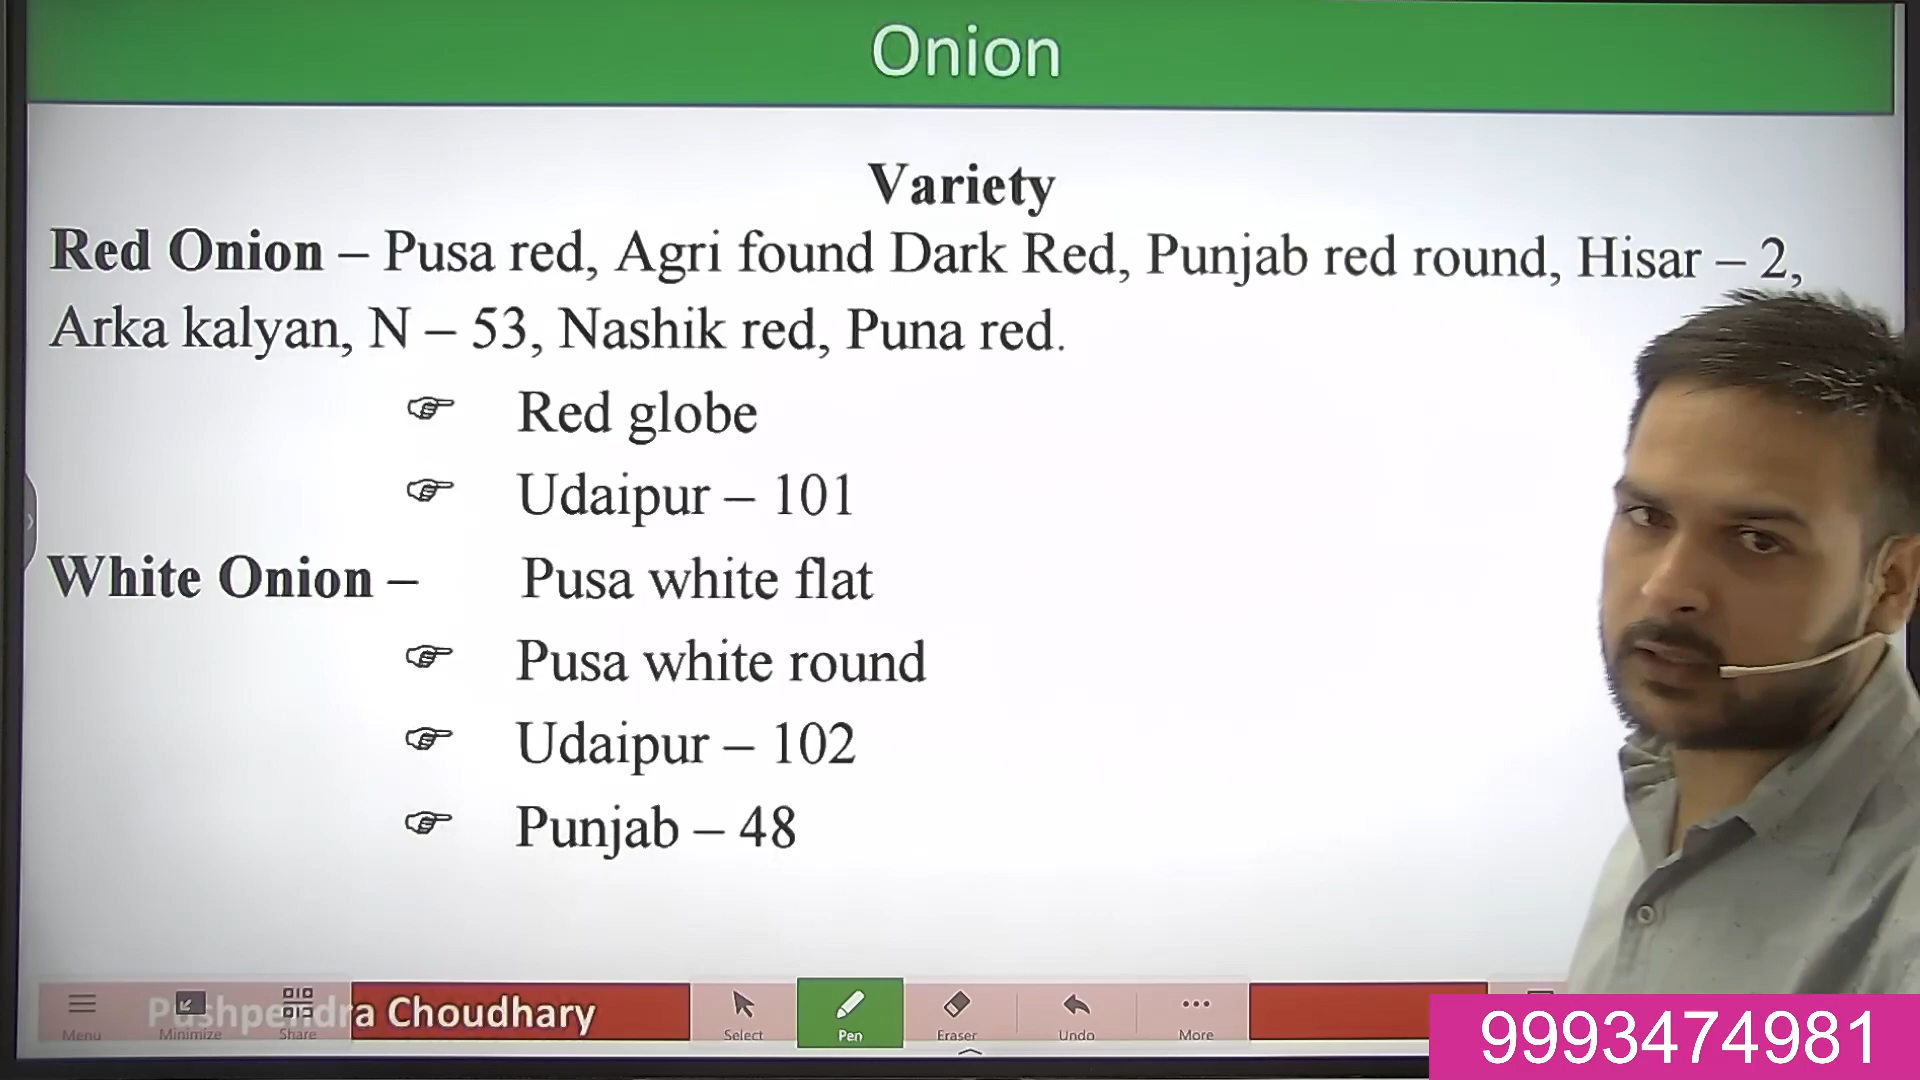 Onion
Variety
Red Onion – Pusa red, Agri found Dark Red, Punjab red round, Hisar – 2,
Arka kalyan, N – 53, Nashik red, Puna red.
☞ Red globe
☞ Udaipur – 101
White Onion – Pusa white flat
☞ Pusa white round
☞ Udaipur – 102
☞ Punjab – 48
Pushpendra Choudhary
Menu Minimize Share Select Pen Eraser Undo More
9993474981